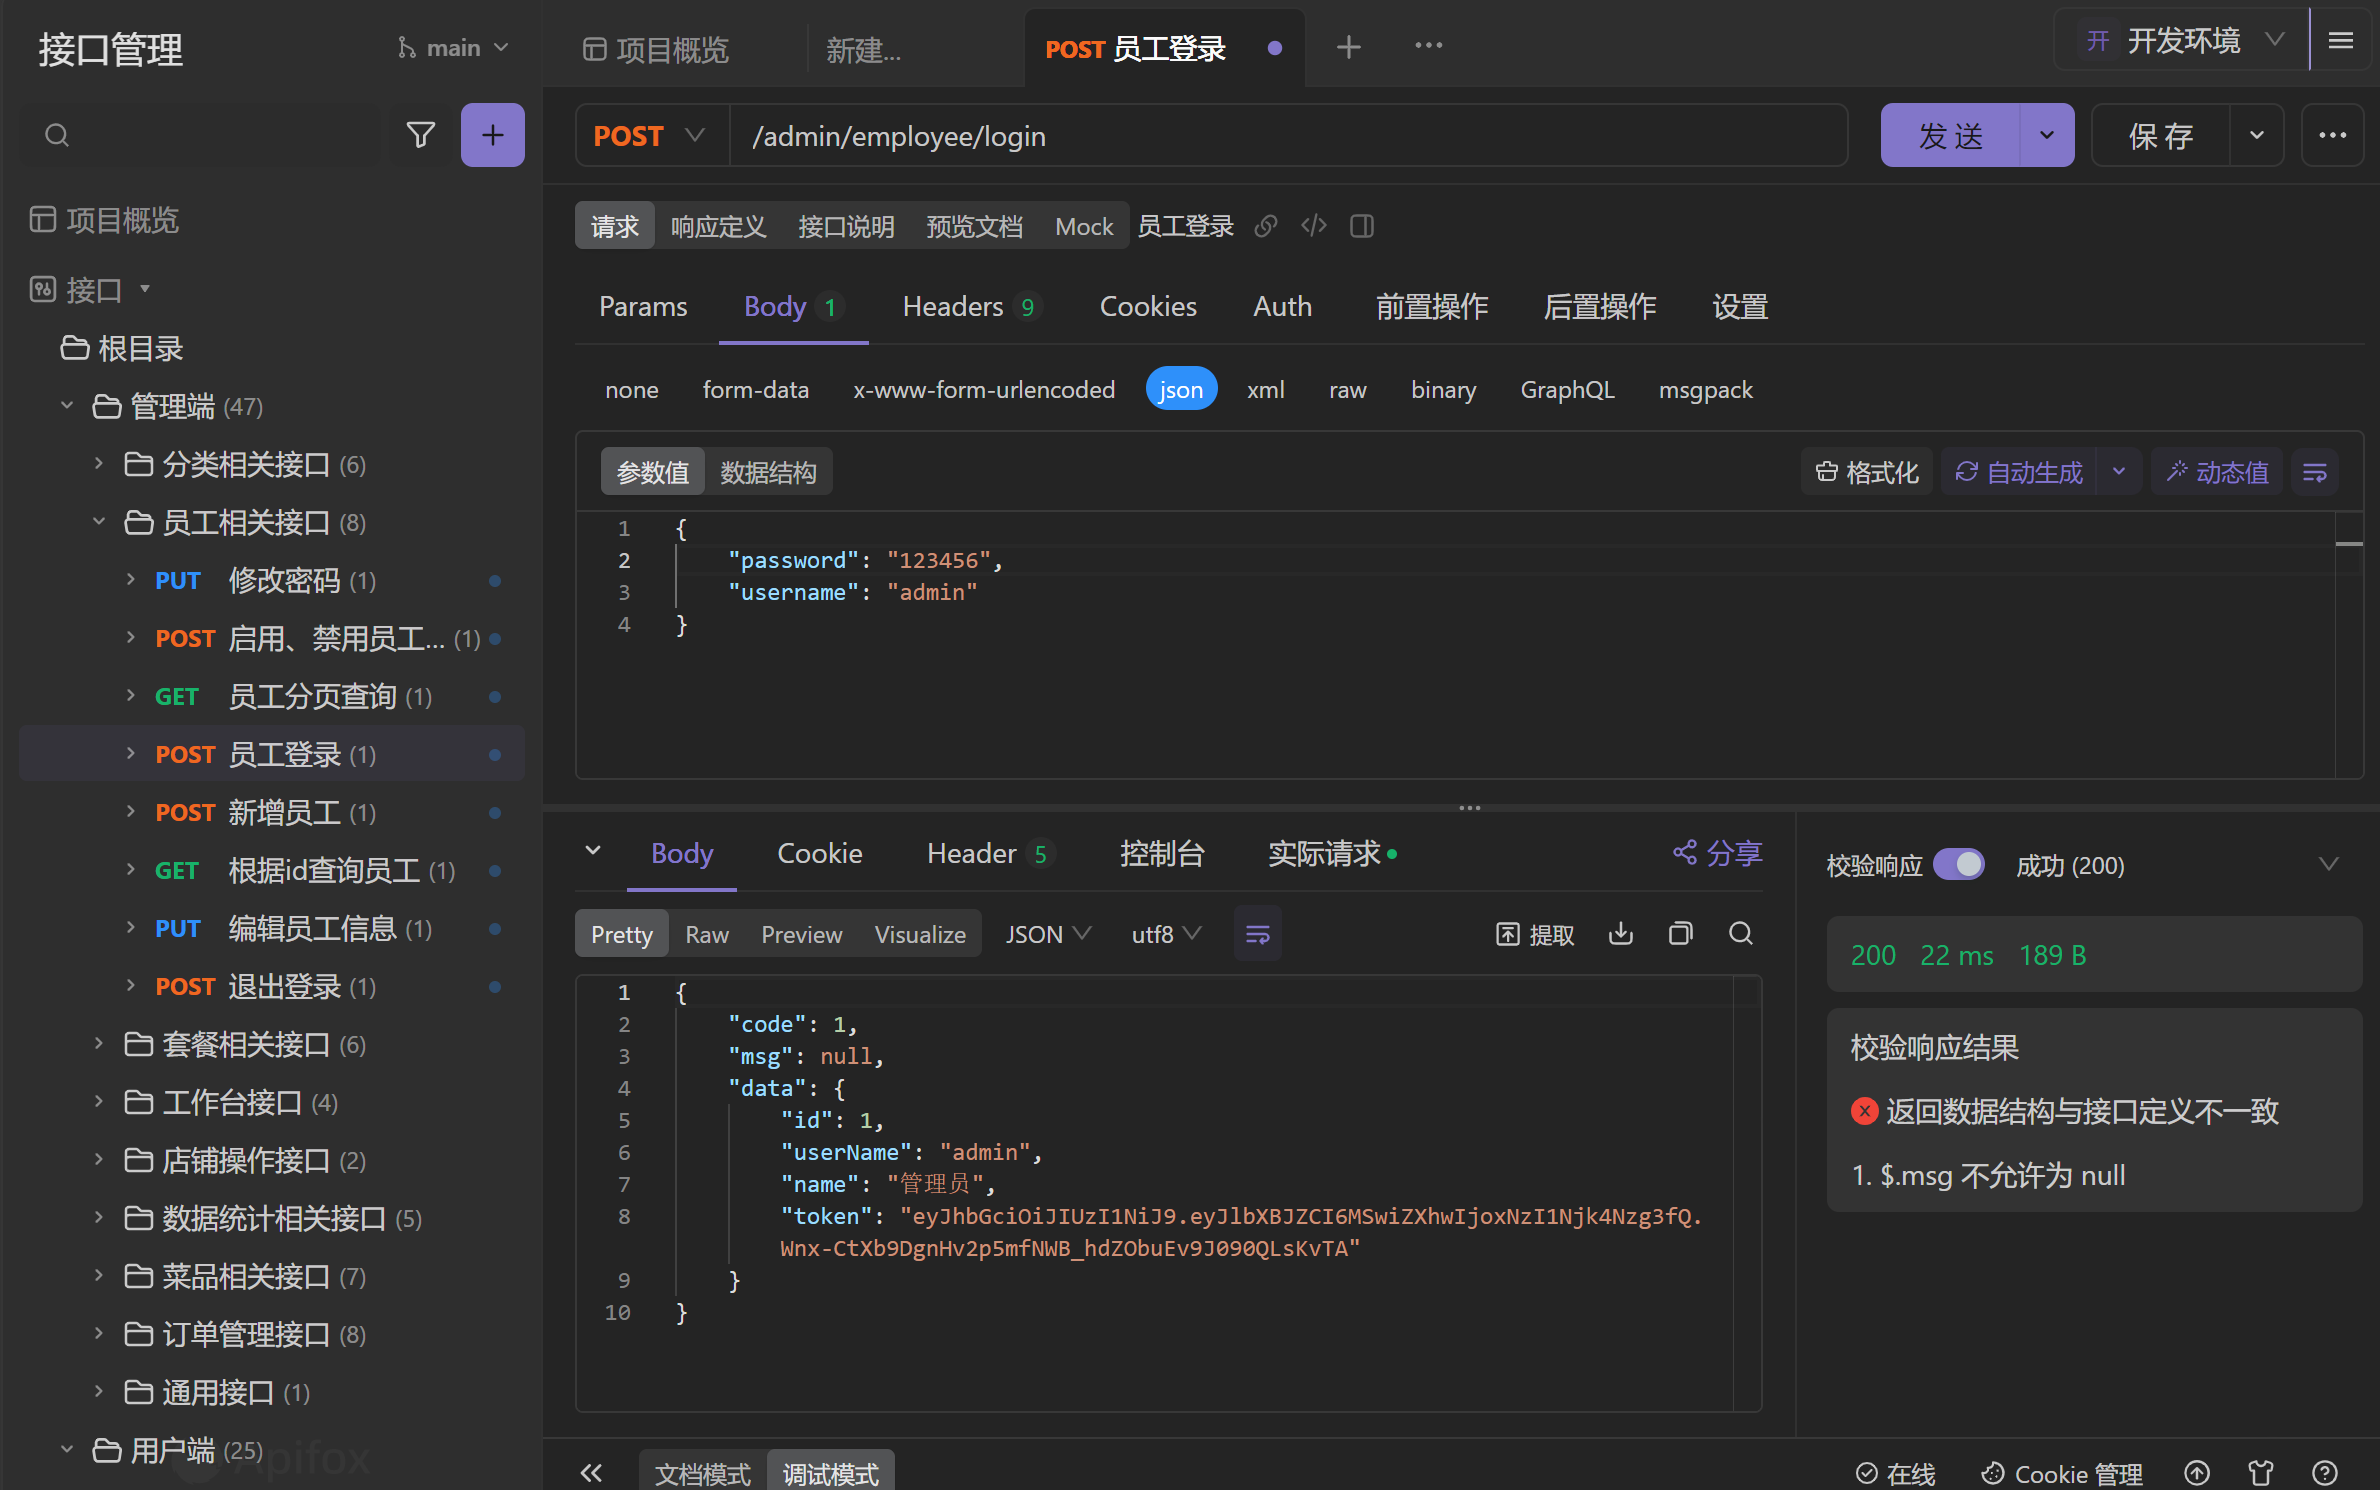 接口管理
main
项目概览
接口
根目录
管理端 (47)
分类相关接口 (6)
员工相关接口 (8)
PUT 修改密码 (1)
POST 启用、禁用员工... (1)
GET 员工分页查询 (1)
POST 员工登录 (1)
POST 新增员工 (1)
GET 根据id查询员工 (1)
PUT 编辑员工信息 (1)
POST 退出登录 (1)
套餐相关接口 (6)
工作台接口 (4)
店铺操作接口 (2)
数据统计相关接口 (5)
菜品相关接口 (7)
订单管理接口 (8)
通用接口 (1)
用户端 (25)
Apifox
项目概览 新建... POST 员工登录
开 开发环境
POST /admin/employee/login 发 送 保 存
请求 响应定义 接口说明 预览文档 Mock 员工登录
Params Body 1 Headers 9 Cookies Auth 前置操作 后置操作 设置
none form-data x-www-form-urlencoded json xml raw binary GraphQL msgpack
参数值 数据结构 格式化 自动生成 动态值
1 {
2 "password": "123456",
3 "username": "admin"
4 }
Body Cookie Header 5 控制台 实际请求 分享
Pretty Raw Preview Visualize JSON utf8 提取
1 {
2 "code": 1,
3 "msg": null,
4 "data": {
5 "id": 1,
6 "userName": "admin",
7 "name": "管理员",
8 "token": "eyJhbGciOiJIUzI1NiJ9.eyJlbXBJZCI6MSwiZXhwIjoxNzI1Njk4Nzg3fQ.
Wnx-CtXb9DgnHv2p5mfNWB_hdZObuEv9J090QLsKvTA"
9 }
10 }
校验响应 成功 (200)
200 22 ms 189 B
校验响应结果
返回数据结构与接口定义不一致
1. $.msg 不允许为 null
文档模式 调试模式
在线 Cookie 管理